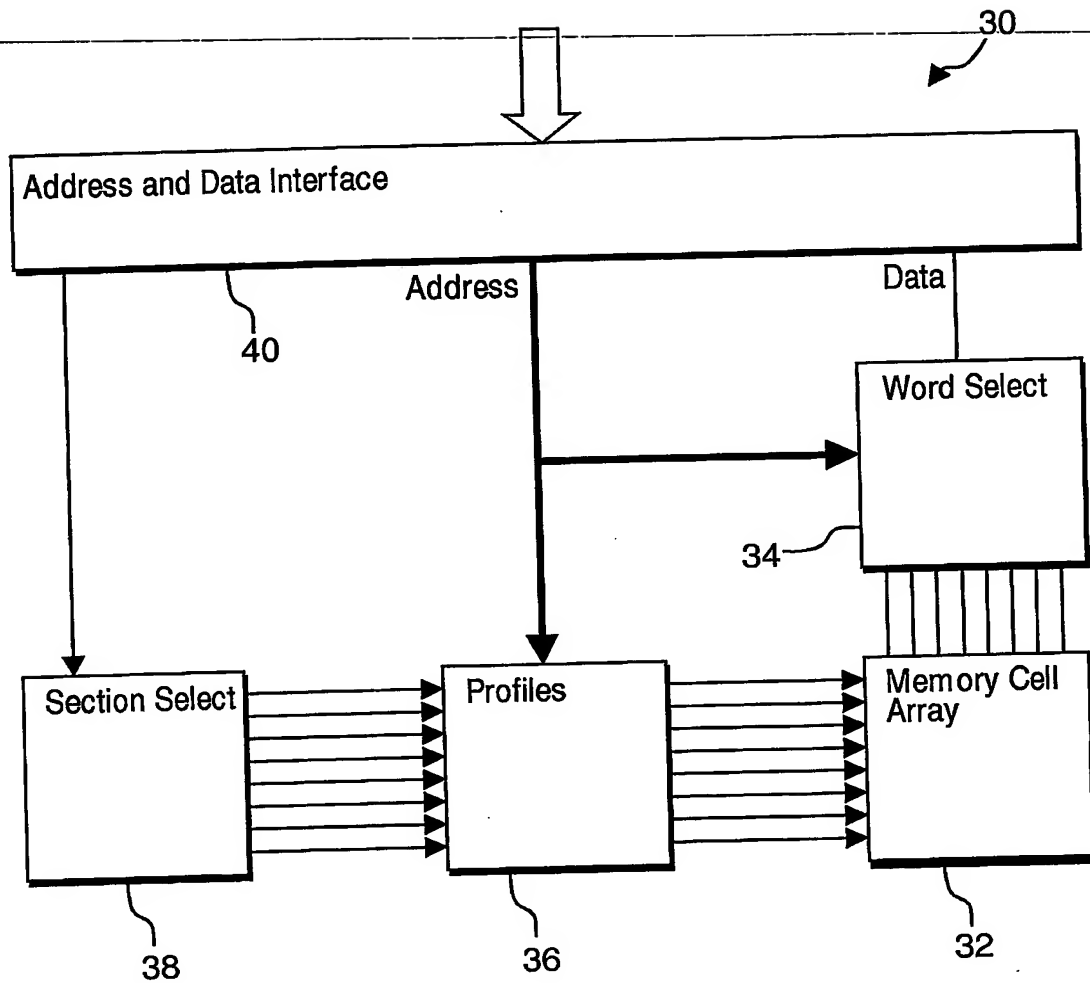 30
Address and Data Interface
Address
Data
40
Word Select
34
Section Select
Profiles
Memory Cell
Array
38
36
32